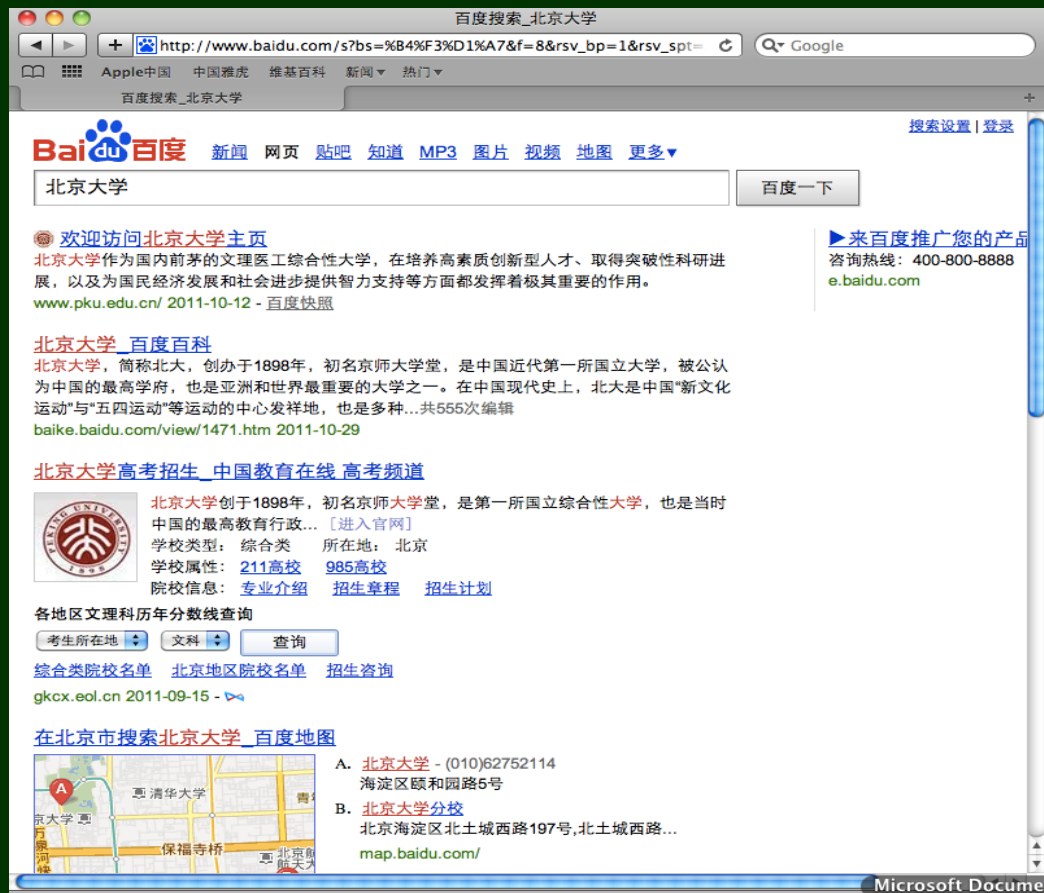 百度搜索_北京大学
http://www.baidu.com/s?bs=%B4%F3%D1%A7&f=8&rsv_bp=1&rsv_spt=
Google
Apple中国 中国雅虎 维基百科 新闻▼ 热门▼
百度搜索_北京大学
搜索设置 | 登录
Bai du 百度 新闻 网页 贴吧 知道 MP3 图片 视频 地图 更多▼
北京大学 百度一下
欢迎访问北京大学主页
北京大学作为国内前茅的文理医工综合性大学，在培养高素质创新型人才、取得突破性科研进
展，以及为国民经济发展和社会进步提供智力支持等方面都发挥着极其重要的作用。
www.pku.edu.cn/ 2011-10-12 - 百度快照
▶来百度推广您的产品
咨询热线：400-800-8888
e.baidu.com
北京大学_百度百科
北京大学，简称北大，创办于1898年，初名京师大学堂，是中国近代第一所国立大学，被公认
为中国的最高学府，也是亚洲和世界最重要的大学之一。在中国现代史上，北大是中国“新文化
运动”与“五四运动”等运动的中心发祥地，也是多种...共555次编辑
baike.baidu.com/view/1471.htm 2011-10-29
北京大学高考招生_中国教育在线 高考频道
PEKING UNIVERSITY
1898
北京大学创于1898年，初名京师大学堂，是第一所国立综合性大学，也是当时
中国的最高教育行政... [进入官网]
学校类型： 综合类 所在地： 北京
学校属性： 211高校 985高校
院校信息： 专业介绍 招生章程 招生计划
各地区文理科历年分数线查询
考生所在地 文科 查询
综合类院校名单 北京地区院校名单 招生咨询
gkcx.eol.cn 2011-09-15 -
在北京市搜索北京大学_百度地图
A
清华大学
青
京大学
万
泉
河
快
保福寺桥
北京航
航天大
A. 北京大学 - (010)62752114
海淀区颐和园路5号
B. 北京大学分校
北京海淀区北土城西路197号,北土城西路...
map.baidu.com/
Microsoft Docume